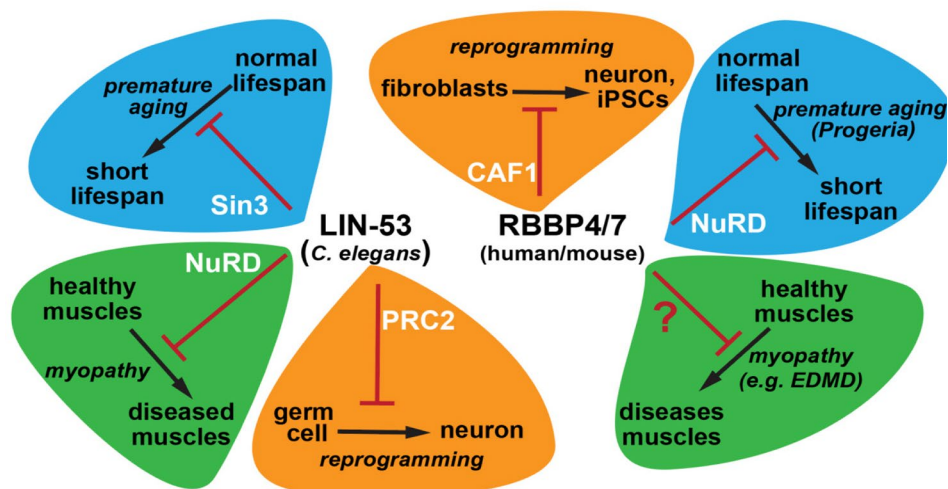 normal
lifespan
premature
aging
short
lifespan
Sin3
reprogramming
fibroblasts
neuron,
iPSCs
CAF1
normal
lifespan
premature aging
(Progeria)
short
lifespan
NuRD
LIN-53
(C. elegans)
RBBP4/7
(human/mouse)
NuRD
healthy
muscles
myopathy
diseased
muscles
PRC2
germ
cell
neuron
reprogramming
?
healthy
muscles
myopathy
(e.g. EDMD)
diseases
muscles